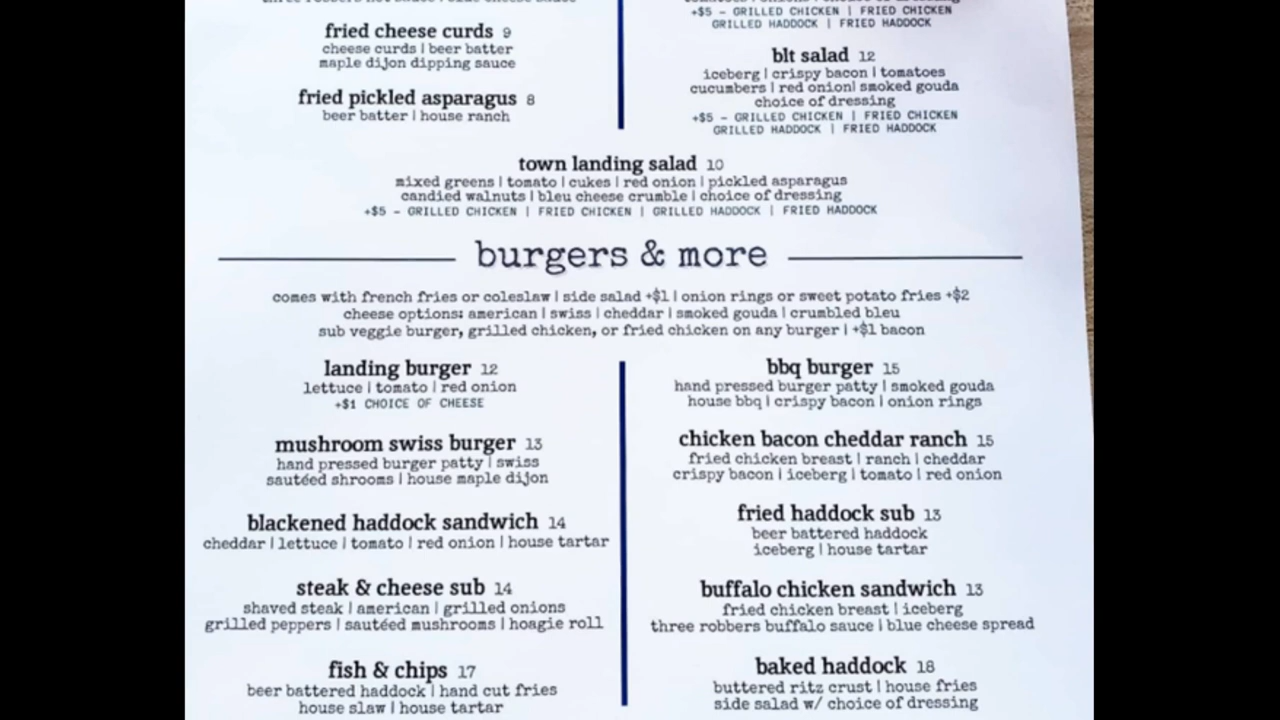 fried cheese curds 9
cheese curds | beer batter
maple dijon dipping sauce
fried pickled asparagus 8
beer batter | house ranch
+$5 - GRILLED CHICKEN | FRIED CHICKEN
GRILLED HADDOCK | FRIED HADDOCK
blt salad 12
iceberg | crispy bacon | tomatoes
cucumbers | red onion| smoked gouda
choice of dressing
+$5 - GRILLED CHICKEN | FRIED CHICKEN
GRILLED HADDOCK | FRIED HADDOCK
town landing salad 10
mixed greens | tomato | cukes | red onion | pickled asparagus
candied walnuts | bleu cheese crumble | choice of dressing
+$5 - GRILLED CHICKEN | FRIED CHICKEN | GRILLED HADDOCK | FRIED HADDOCK
burgers & more
comes with french fries or coleslaw | side salad +$1 | onion rings or sweet potato fries +$2
cheese options: american | swiss | cheddar | smoked gouda | crumbled bleu
sub veggie burger, grilled chicken, or fried chicken on any burger | +$1 bacon
landing burger 12
lettuce | tomato | red onion
+$1 CHOICE OF CHEESE
mushroom swiss burger 13
hand pressed burger patty | swiss
sautéed shrooms | house maple dijon
blackened haddock sandwich 14
cheddar | lettuce | tomato | red onion | house tartar
steak & cheese sub 14
shaved steak | american | grilled onions
grilled peppers | sautéed mushrooms | hoagie roll
fish & chips 17
beer battered haddock | hand cut fries
house slaw | house tartar
bbq burger 15
hand pressed burger patty | smoked gouda
house bbq | crispy bacon | onion rings
chicken bacon cheddar ranch 15
fried chicken breast | ranch | cheddar
crispy bacon | iceberg | tomato | red onion
fried haddock sub 13
beer battered haddock
iceberg | house tartar
buffalo chicken sandwich 13
fried chicken breast | iceberg
three robbers buffalo sauce | blue cheese spread
baked haddock 18
buttered ritz crust | house fries
side salad w/ choice of dressing